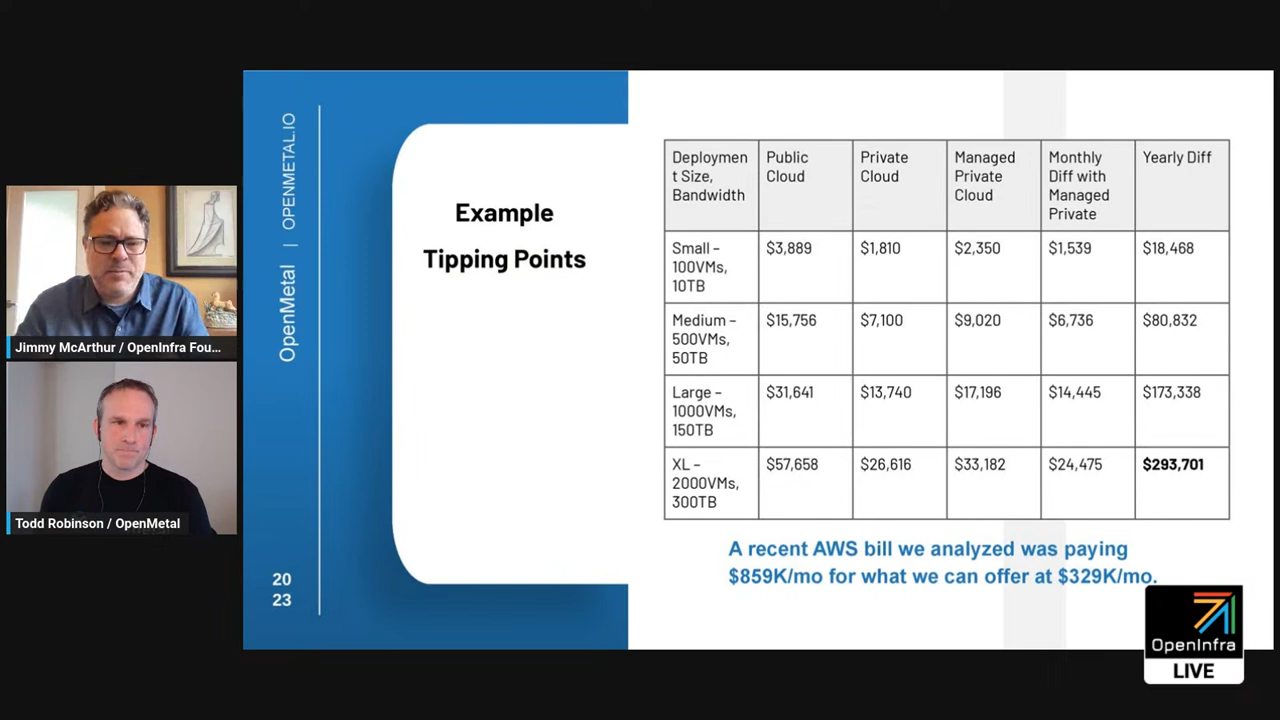 OpenMetal | OPENMETAL.IO
20
23
Example
Tipping Points
Deploymen
t Size,
Bandwidth
Public
Cloud
Private
Cloud
Managed
Private
Cloud
Monthly
Diff with
Managed
Private
Yearly Diff
Small –
100VMs,
10TB
$3,889
$1,810
$2,350
$1,539
$18,468
Medium –
500VMs,
50TB
$15,756
$7,100
$9,020
$6,736
$80,832
Large –
1000VMs,
150TB
$31,641
$13,740
$17,196
$14,445
$173,338
XL –
2000VMs,
300TB
$57,658
$26,616
$33,182
$24,475
$293,701
A recent AWS bill we analyzed was paying
$859K/mo for what we can offer at $329K/mo.
Jimmy McArthur / OpenInfra Fou...
Todd Robinson / OpenMetal
OpenInfra
LIVE